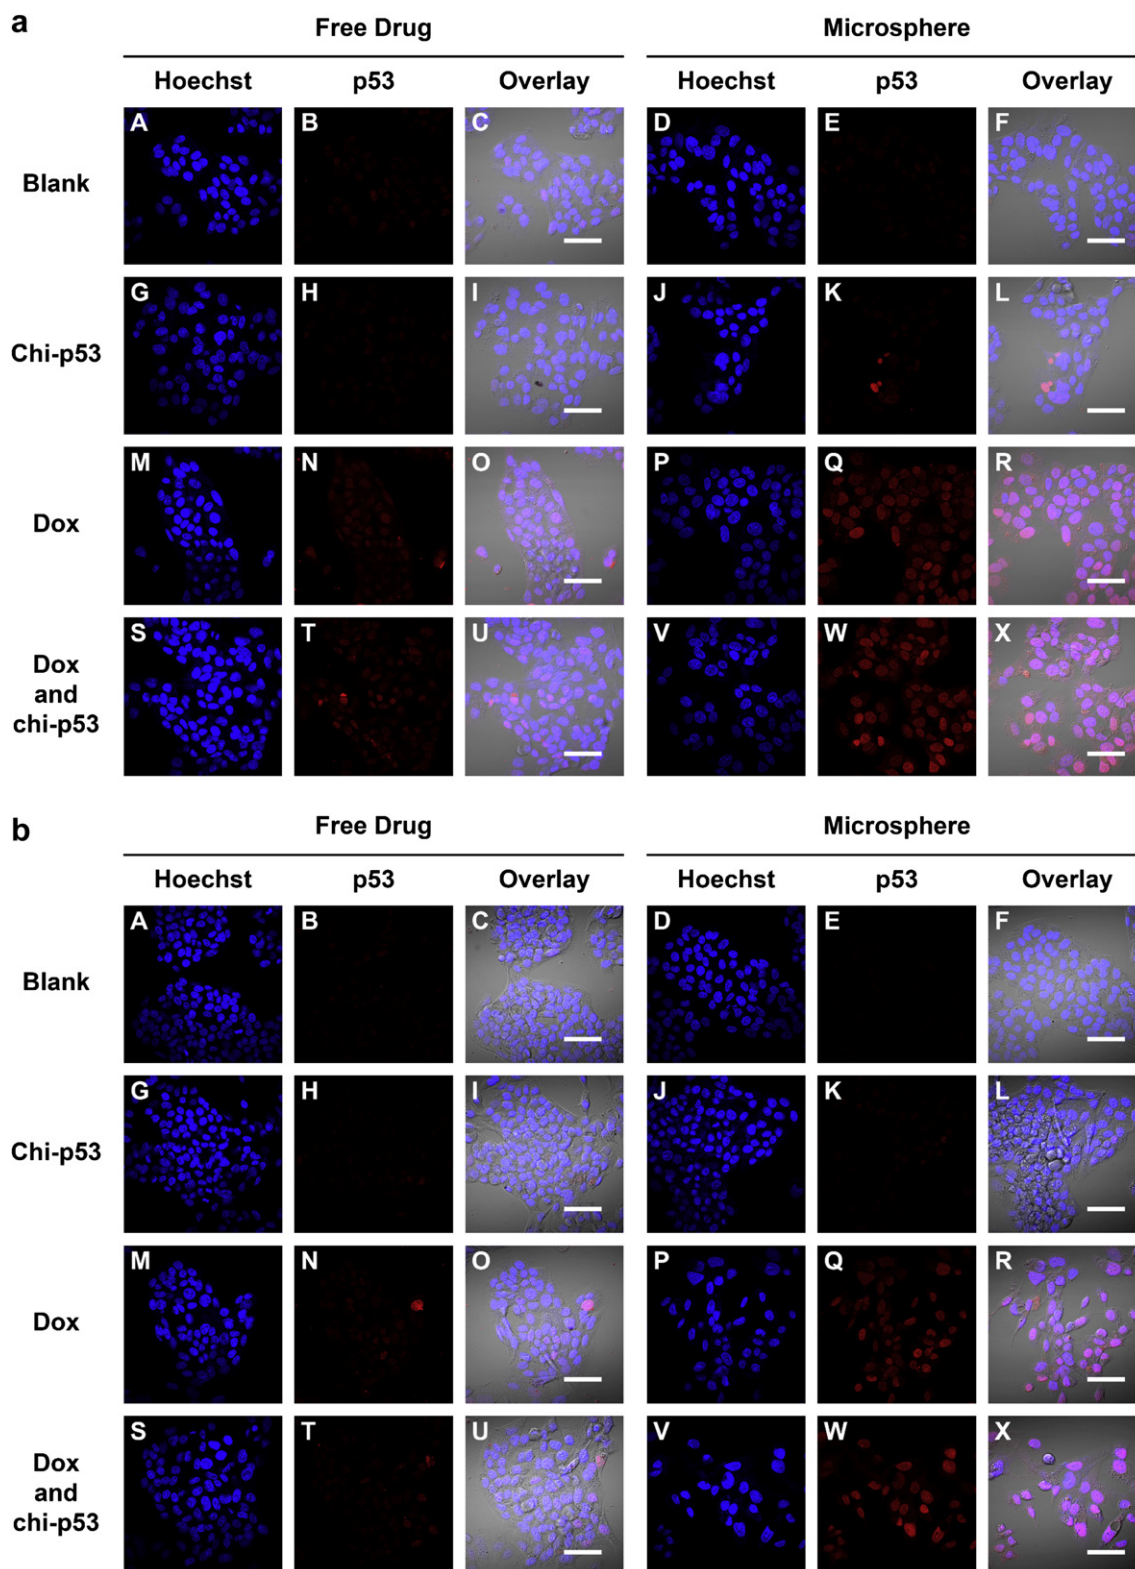 a
Free Drug Microsphere
Hoechst p53 Overlay Hoechst p53 Overlay
Blank A B C D E F
Chi-p53 G H I J K L
Dox M N O P Q R
Dox and chi-p53 S T U V W X
b
Free Drug Microsphere
Hoechst p53 Overlay Hoechst p53 Overlay
Blank A B C D E F
Chi-p53 G H I J K L
Dox M N O P Q R
Dox and chi-p53 S T U V W X